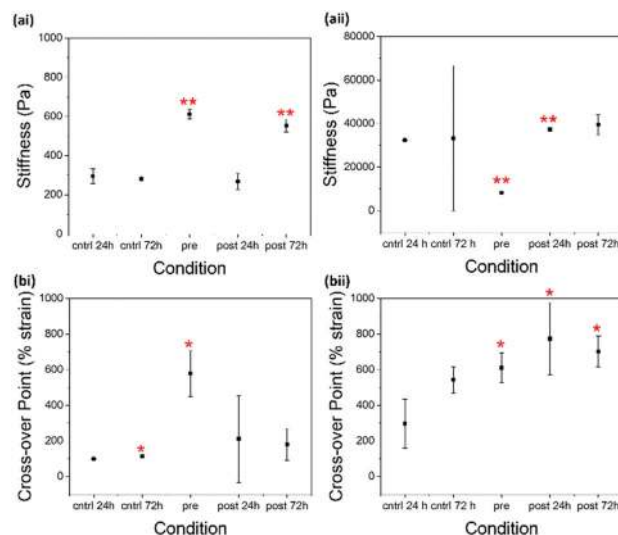 (ai)
1000
800
600
400
200
0
Stiffness (Pa)
**
**
cntrl 24h cntrl 72h pre post 24h post 72h
Condition
(aii)
80000
60000
40000
20000
0
Stiffness (Pa)
**
**
cntrl 24 h cntrl 72 h pre post 24h post 72h
Condition
(bi)
1000
800
600
400
200
0
Cross-over Point (% strain)
*
*
cntrl 24h cntrl 72h pre post 24h post 72h
Condition
(bii)
1000
800
600
400
200
0
Cross-over Point (% strain)
*
*
*
cntrl 24 h cntrl 72 h pre post 24h post 72h
Condition